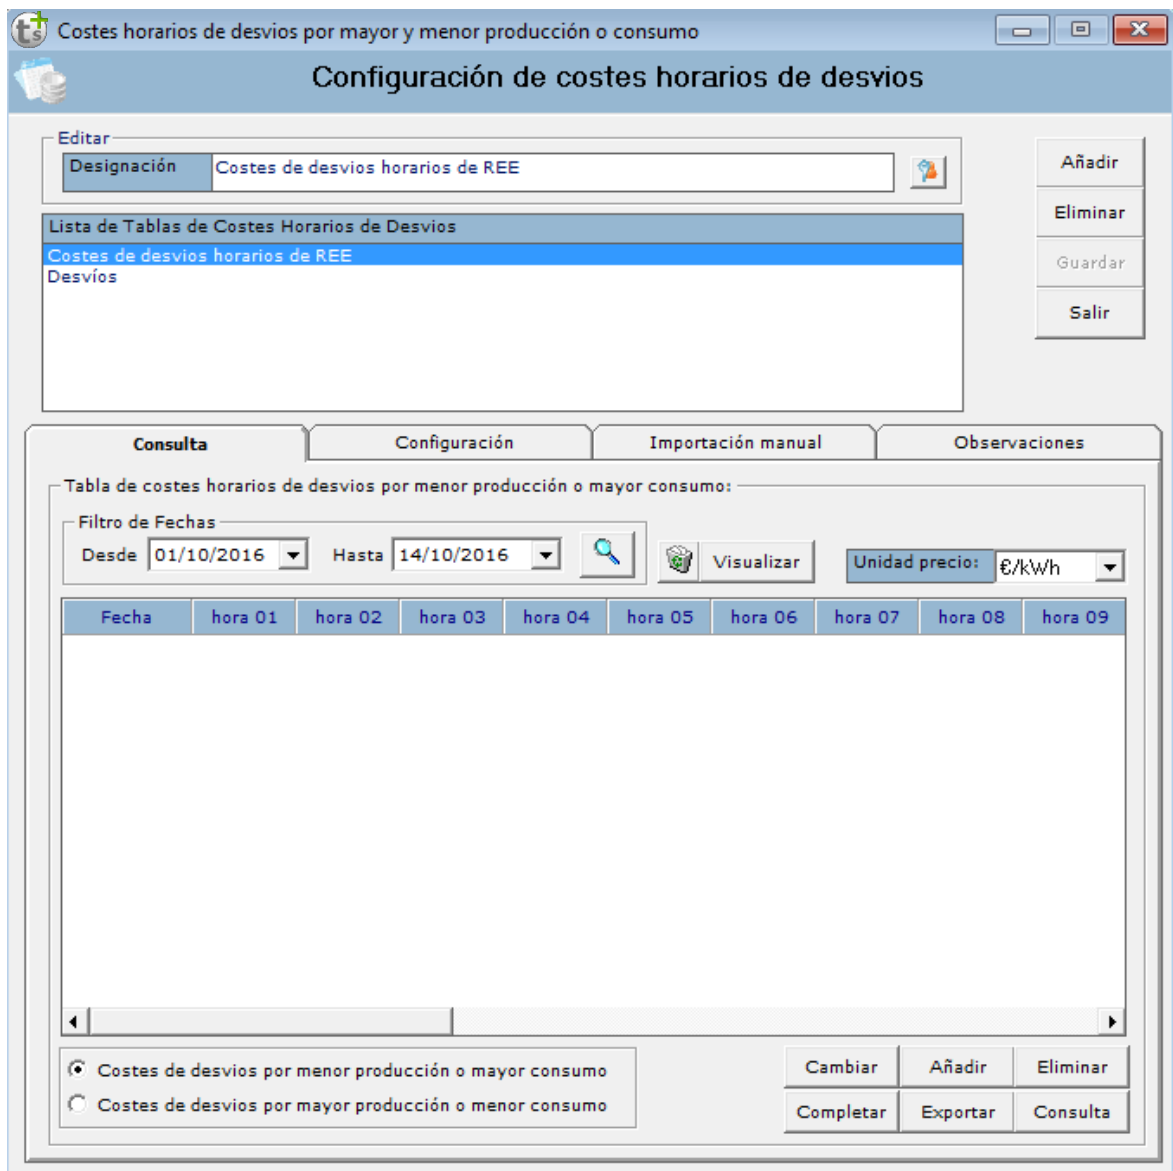 ts
Costes horarios de desvios por mayor y menor producción o consumo
Configuración de costes horarios de desvios
Editar
Designación Costes de desvios horarios de REE
Añadir
Eliminar
Guardar
Salir
Lista de Tablas de Costes Horarios de Desvios
Costes de desvios horarios de REE
Desvíos
Consulta Configuración Importación manual Observaciones
Tabla de costes horarios de desvios por menor producción o mayor consumo:
Filtro de Fechas
Desde 01/10/2016 Hasta 14/10/2016 Visualizar Unidad precio: €/kWh
Fecha hora 01 hora 02 hora 03 hora 04 hora 05 hora 06 hora 07 hora 08 hora 09
Costes de desvios por menor producción o mayor consumo
Costes de desvios por mayor producción o menor consumo
Cambiar Añadir Eliminar
Completar Exportar Consulta